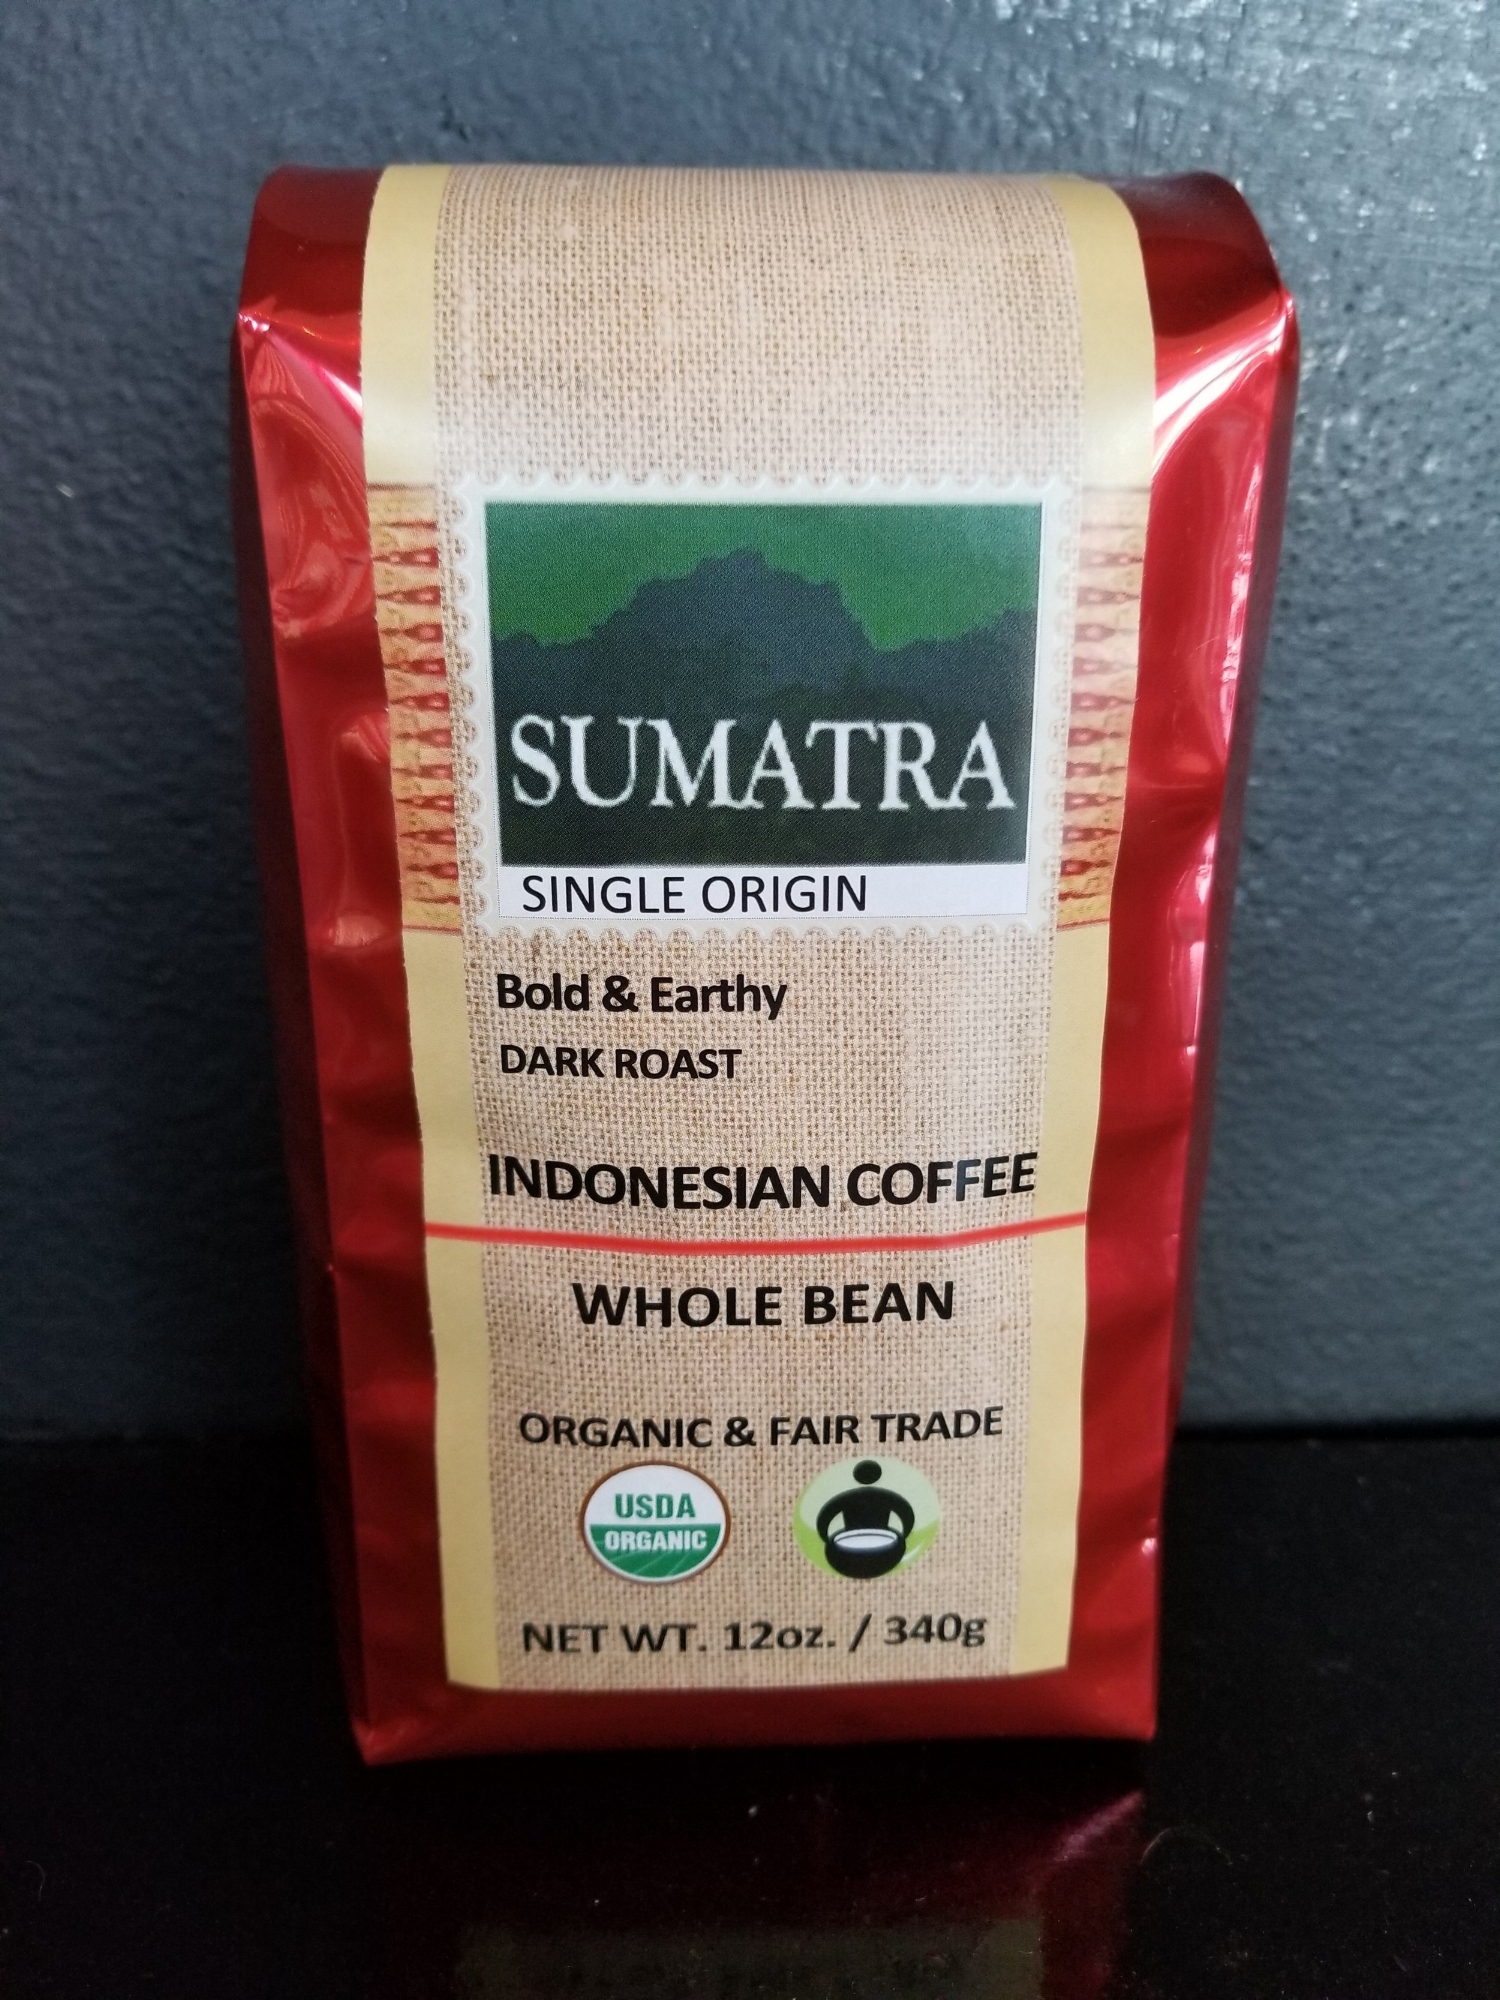 SUMATRA
SINGLE ORIGIN
Bold & Earthy
DARK ROAST
INDONESIAN COFFEE
WHOLE BEAN
ORGANIC & FAIR TRADE
USDA
ORGANIC
NET WT. 12oz. / 340g